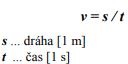 v = s / t
s ... dráha [1 m]
t ... čas [1 s]